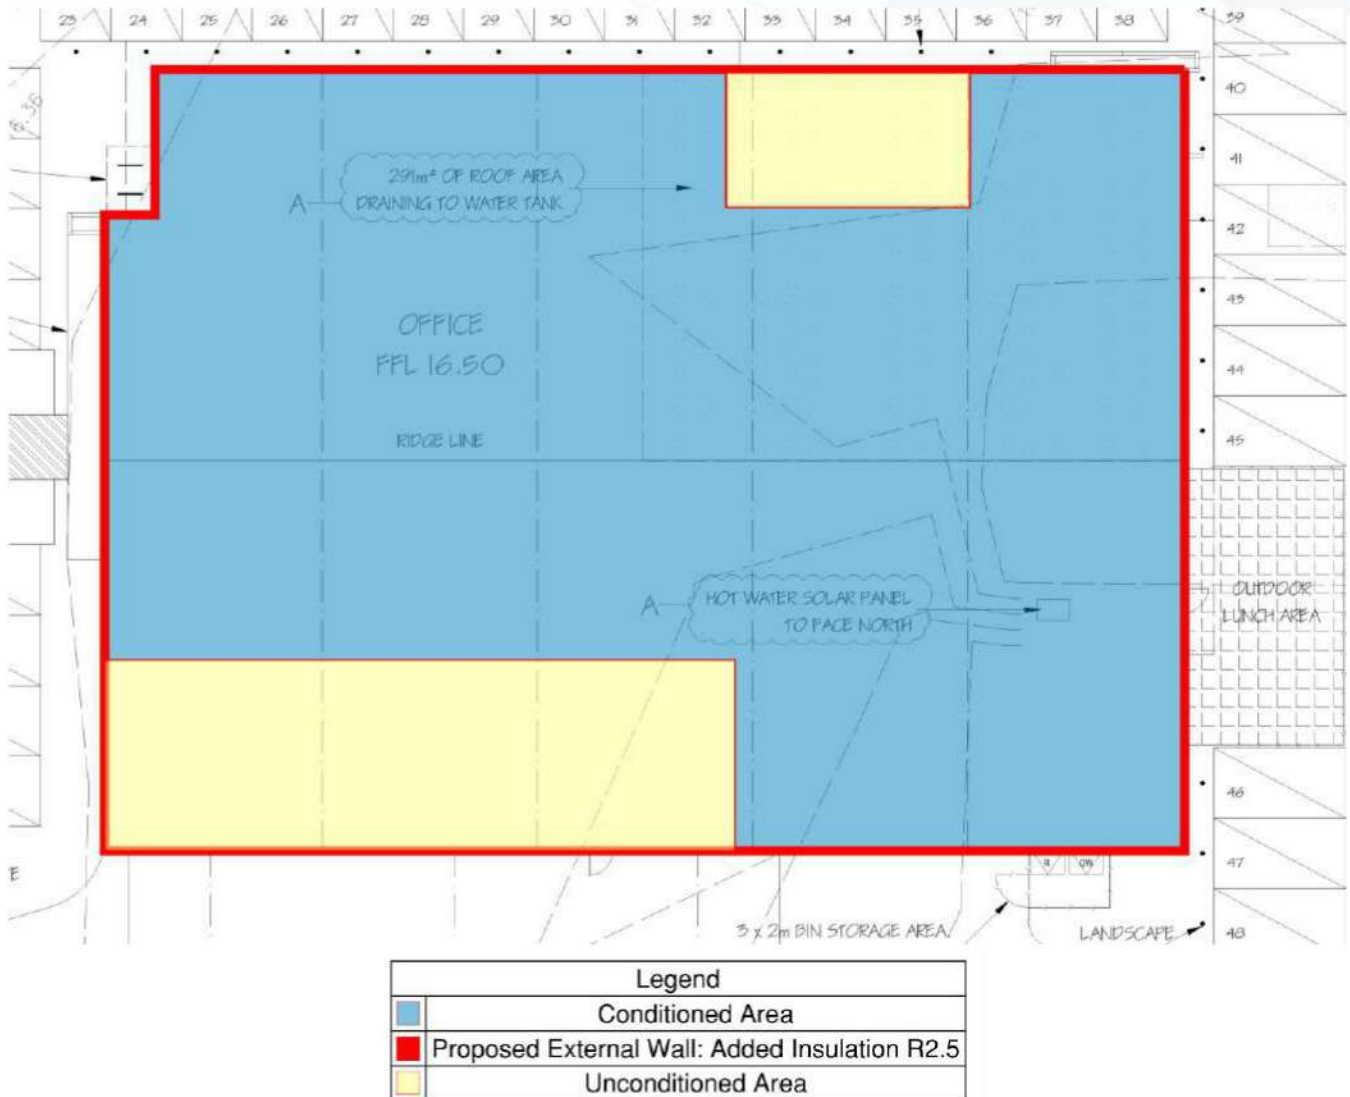 23 24 25 26 27 28 29 30 31 32 33 34 35 36 37 38 39
40
41
291m² OF ROOF AREA
DRAINING TO WATER TANK
A
42
43
OFFICE
FFL 16.50
44
RIDGE LINE
45
HOT WATER SOLAR PANEL
TO FACE NORTH
A
OUTDOOR
LUNCH AREA
46
47
E
3 x 2m BIN STORAGE AREA
LANDSCAPE
48
Legend
Conditioned Area
Proposed External Wall: Added Insulation R2.5
Unconditioned Area